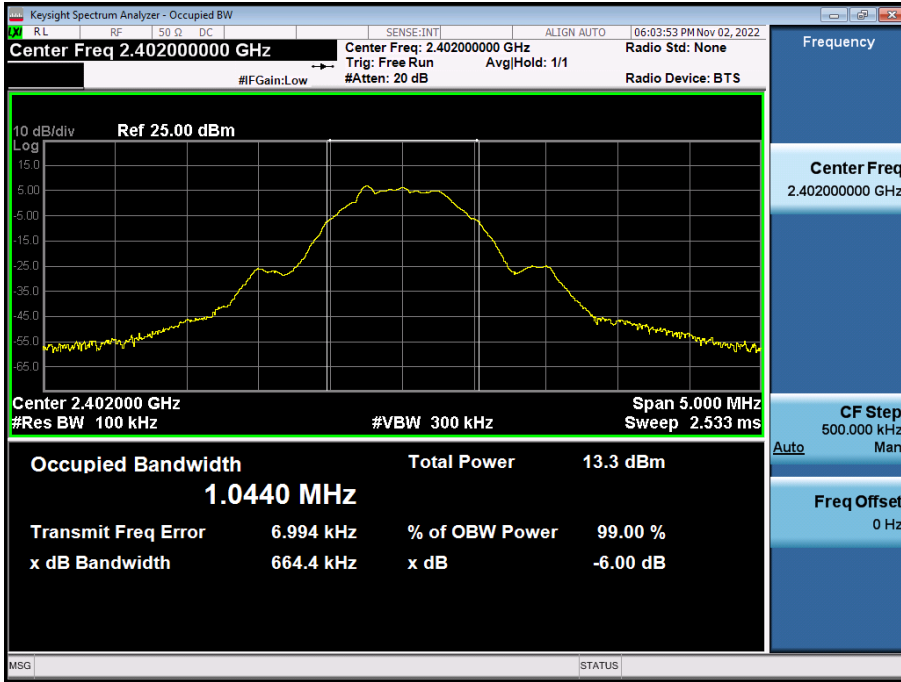 Keysight Spectrum Analyzer - Occupied BW
LXI RL RF 50 Ω DC SENSE:INT ALIGN AUTO 06:03:53 PM Nov 02, 2022
Center Freq 2.402000000 GHz
Center Freq: 2.402000000 GHz Radio Std: None
Trig: Free Run Avg|Hold: 1/1
#IFGain:Low #Atten: 20 dB Radio Device: BTS
10 dB/div Ref 25.00 dBm
Log
15.0
5.00
-5.00
-15.0
-25.0
-35.0
-45.0
-55.0
-65.0
Center 2.402000 GHz Span 5.000 MHz
#Res BW 100 kHz #VBW 300 kHz Sweep 2.533 ms
Occupied Bandwidth Total Power 13.3 dBm
1.0440 MHz
Transmit Freq Error 6.994 kHz % of OBW Power 99.00 %
x dB Bandwidth 664.4 kHz x dB -6.00 dB
MSG STATUS
Frequency
Center Freq
2.402000000 GHz
CF Step
500.000 kHz
Auto Man
Freq Offset
0 Hz